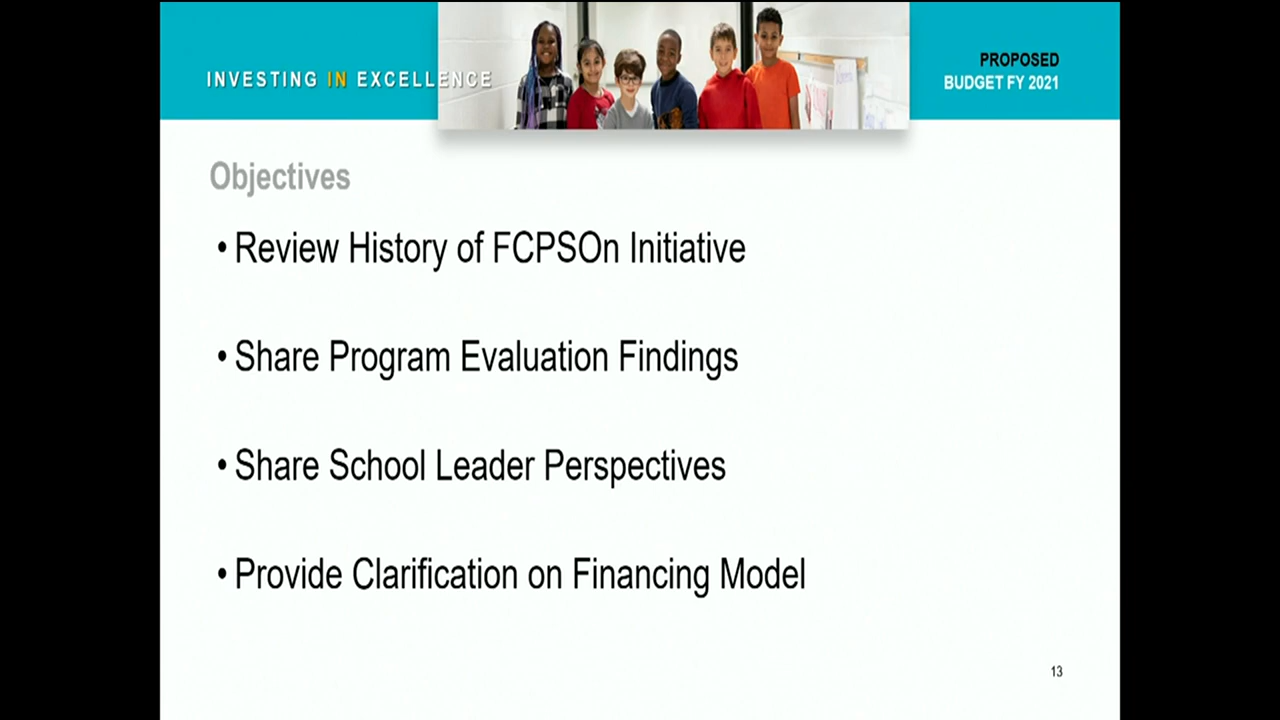 INVESTING IN EXCELLENCE
PROPOSED
BUDGET FY 2021
Objectives
• Review History of FCPSOn Initiative
• Share Program Evaluation Findings
• Share School Leader Perspectives
• Provide Clarification on Financing Model
13